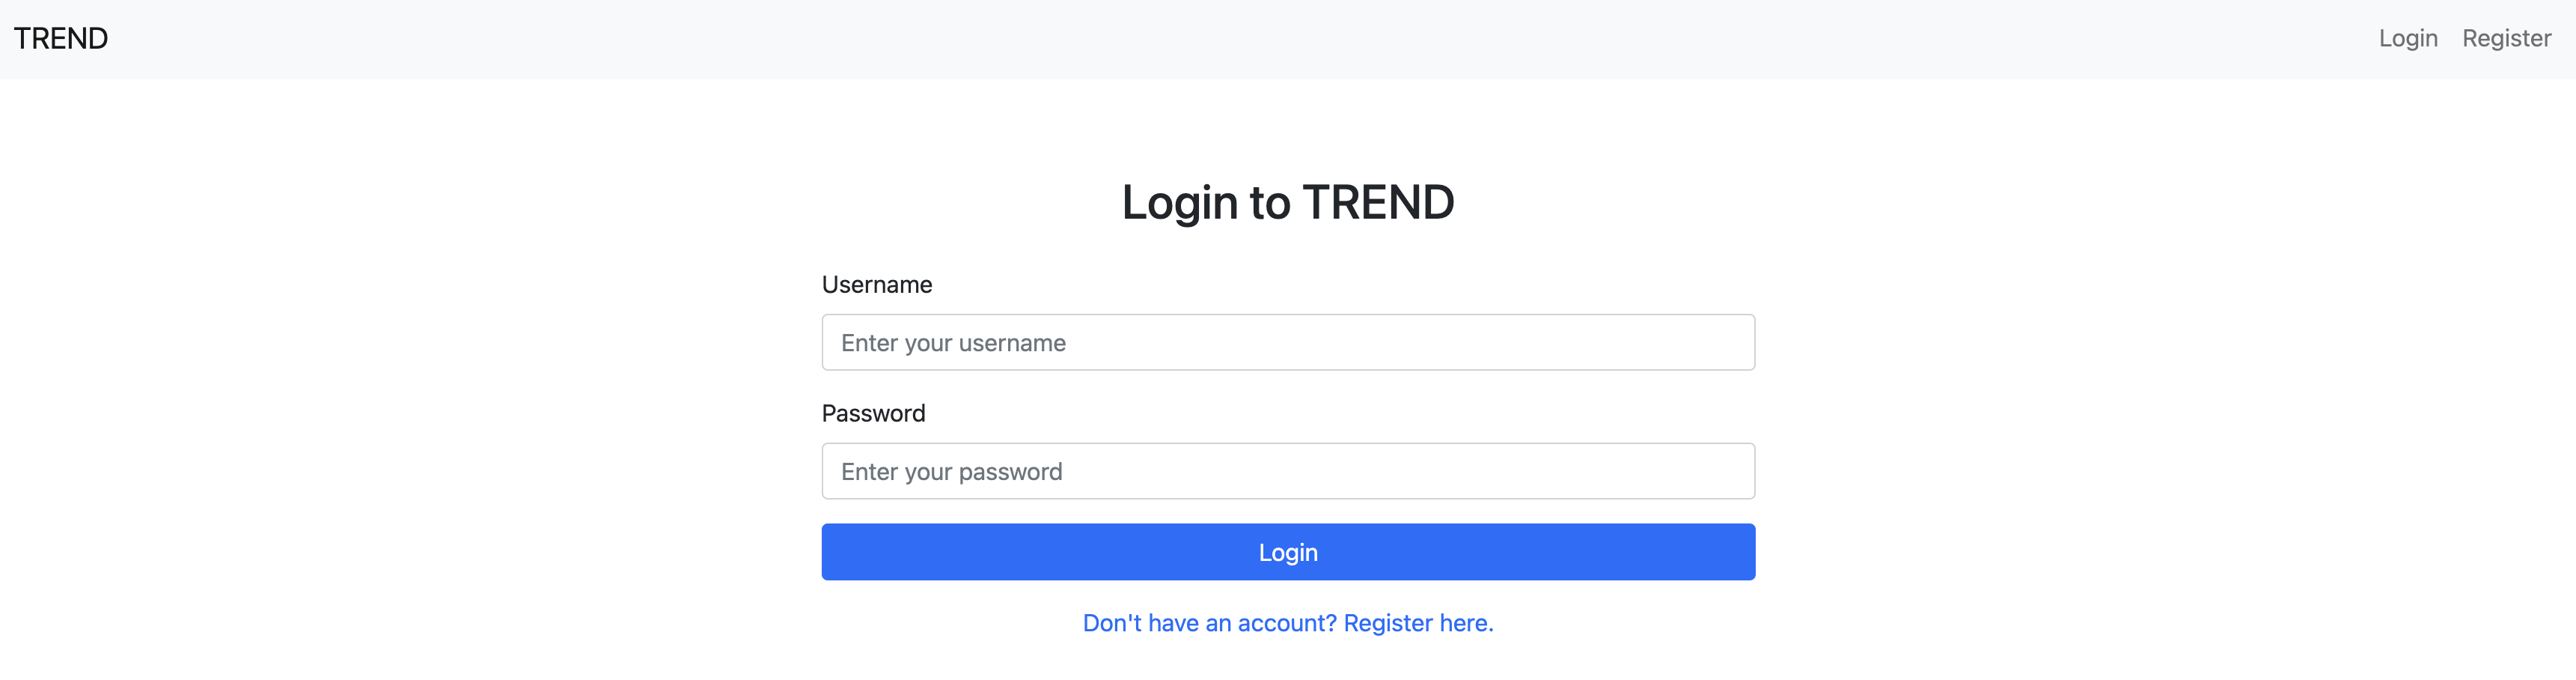 TREND
Login Register
Login to TREND
Username
Enter your username
Password
Enter your password
Login
Don't have an account? Register here.